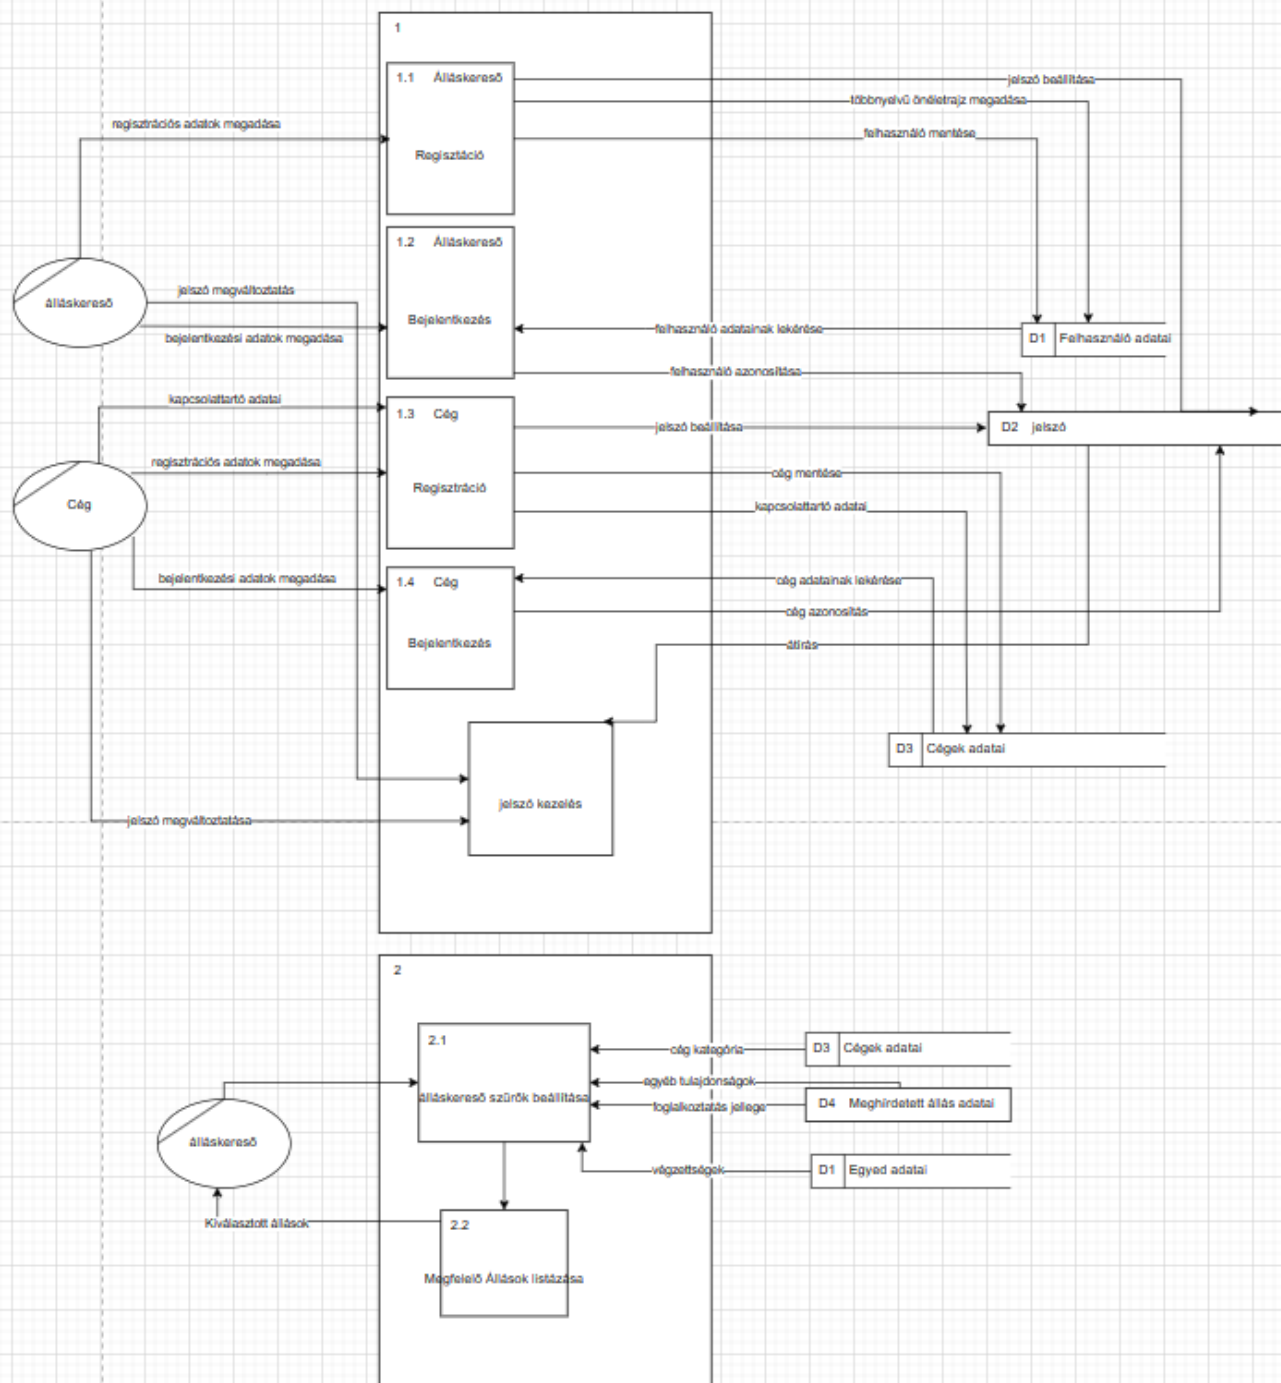 1
1.1 Álláskereső
jelszó beállítása
többnyelvű önéletrajz megadása
regisztrációs adatok megadása
felhasználó mentése
Regisztáció
1.2 Álláskereső
jelszó megváltoztatás
álláskereső
Bejelentkezés
felhasználó adatainak lekérése
bejelentkezési adatok megadása
D1 Felhasználó adatai
felhasználó azonosítása
kapcsolattartó adatai
1.3 Cég
jelszó beállítása
D2 jelszó
regisztrációs adatok megadása
cég mentése
Regisztráció
Cég
kapcsolattartó adatai
bejelentkezési adatok megadása
1.4 Cég
cég adatainak lekérése
cég azonosítás
Bejelentkezés
átírás
D3 Cégek adatai
jelszó kezelés
jelszó megváltoztatása
2
2.1
cég kategória
D3 Cégek adatai
egyéb tulajdonságok
álláskereső szűrők beállítása
foglalkoztatás jellege
D4 Meghirdetett állás adatai
álláskereső
végzettségek
D1 Egyed adatai
Kiválasztott állások
2.2
Megfelelő Állások listázása